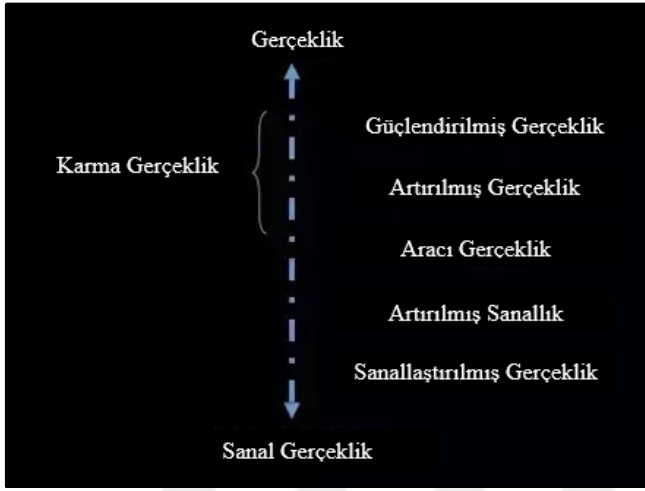 Gerçeklik
Güçlendirilmiş Gerçeklik
Karma Gerçeklik
Artırılmış Gerçeklik
Aracı Gerçeklik
Artırılmış Sanallık
Sanallaştırılmış Gerçeklik
Sanal Gerçeklik